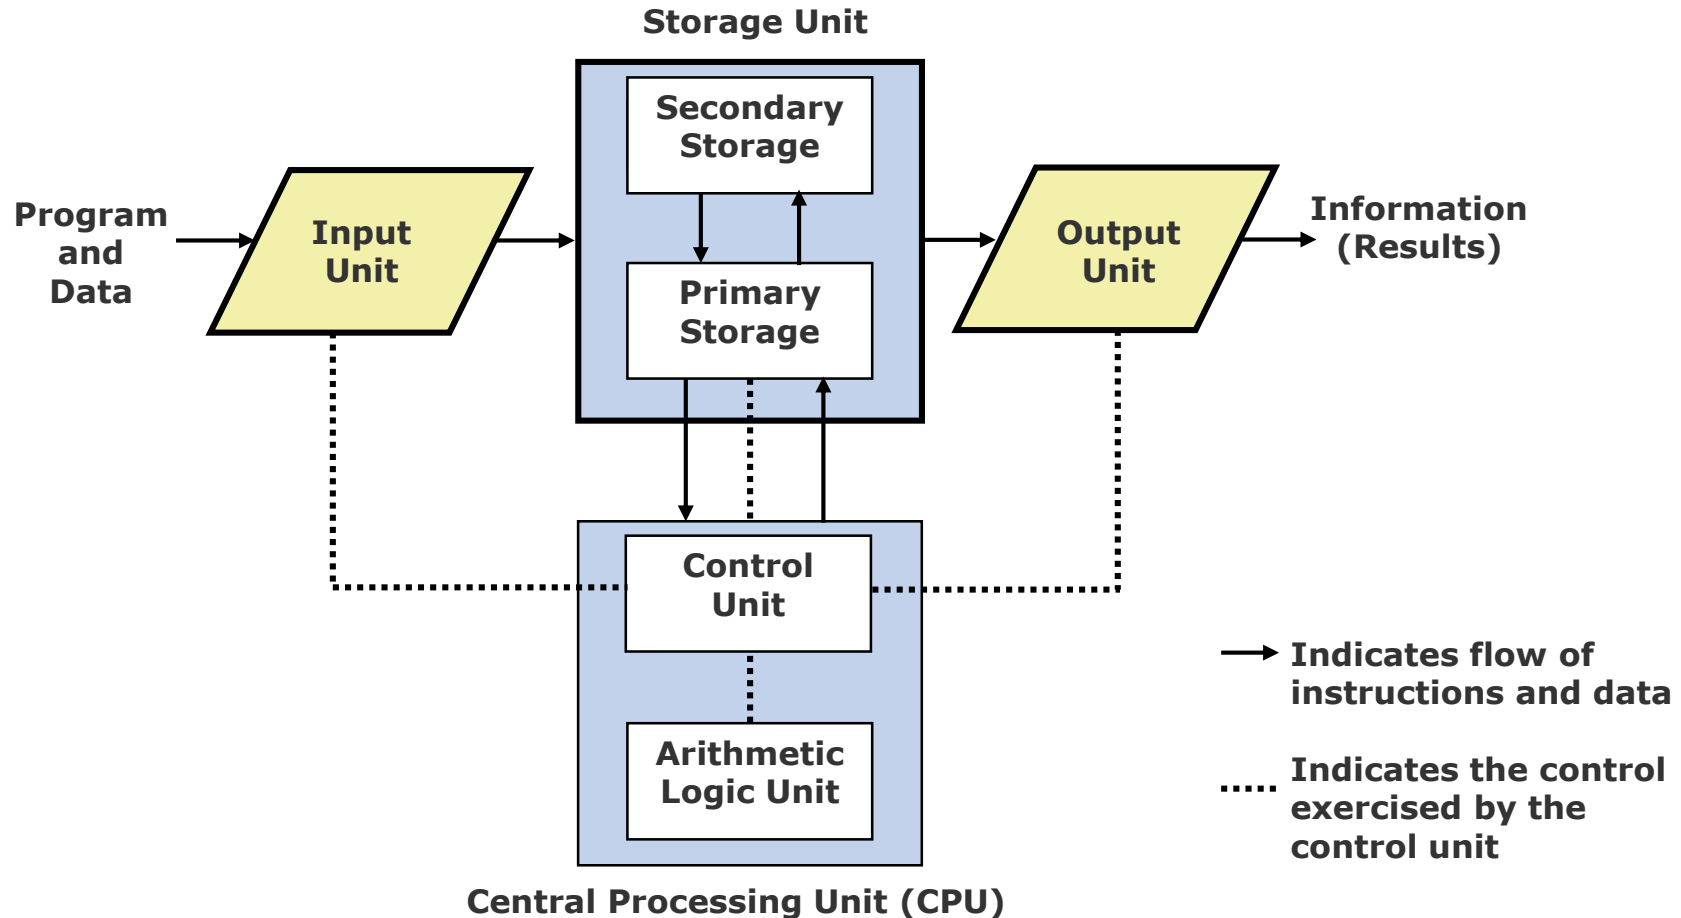 Storage Unit
Secondary
Storage
Program
and
Data
Input
Unit
Primary
Storage
Output
Unit
Information
(Results)
Control
Unit
Arithmetic
Logic Unit
Central Processing Unit (CPU)
Indicates flow of
instructions and data
Indicates the control
exercised by the
control unit